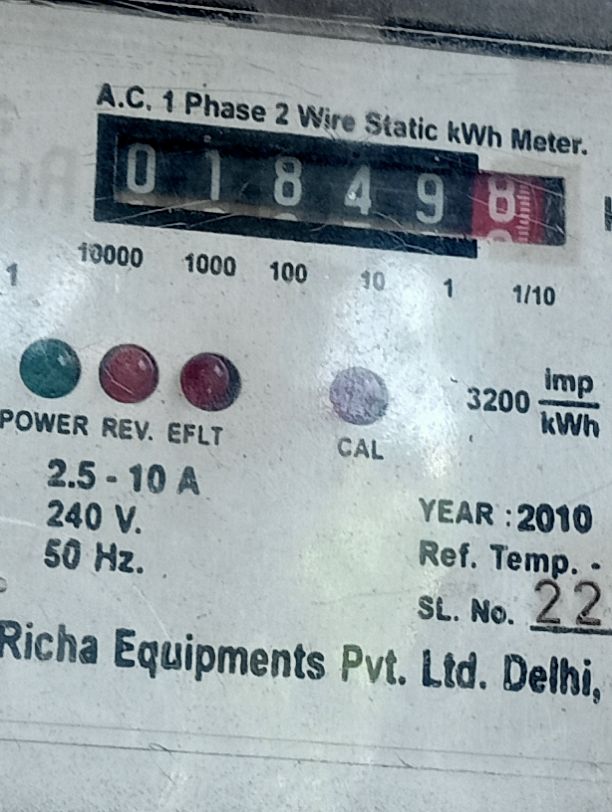 A.C. 1 Phase 2 Wire Static kWh Meter.
0 1 8 4 9 8
10000 1000 100 10 1 1/10
1
3200 imp/kWh
POWER REV. EFLT CAL
2.5 - 10 A
240 V.
50 Hz.
YEAR : 2010
Ref. Temp. -
SL. No. 22
Richa Equipments Pvt. Ltd. Delhi,